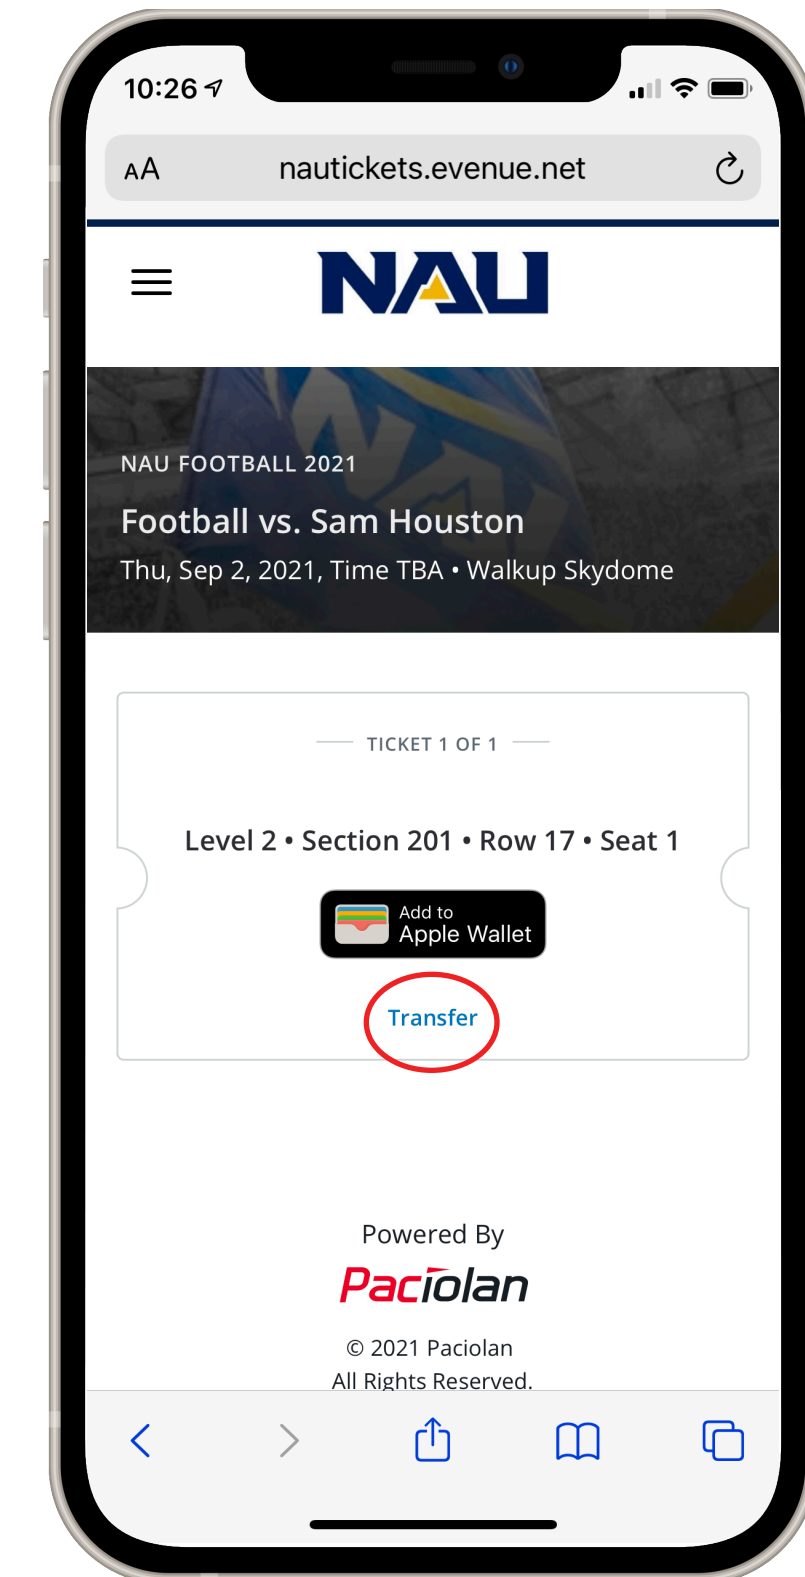 10:26
AA nautickets.evenue.net
NAU
NAU FOOTBALL 2021
Football vs. Sam Houston
Thu, Sep 2, 2021, Time TBA • Walkup Skydome
TICKET 1 OF 1
Level 2 • Section 201 • Row 17 • Seat 1
Add to
Apple Wallet
Transfer
Powered By
Paciolan
© 2021 Paciolan
All Rights Reserved.